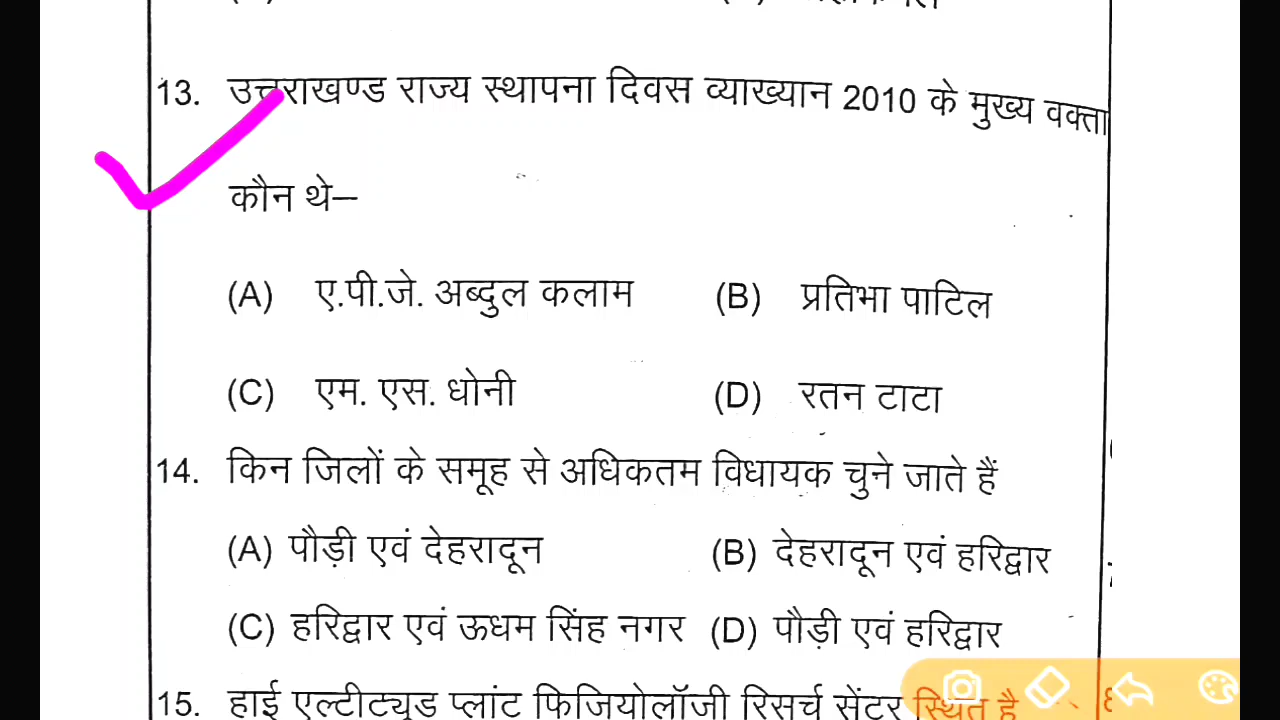 13. उत्तराखण्ड राज्य स्थापना दिवस व्याख्यान 2010 के मुख्य वक्ता
कौन थे–
(A) ए.पी.जे. अब्दुल कलाम (B) प्रतिभा पाटिल
(C) एम. एस. धोनी (D) रतन टाटा
14. किन जिलों के समूह से अधिकतम विधायक चुने जाते हैं
(A) पौड़ी एवं देहरादून (B) देहरादून एवं हरिद्वार
(C) हरिद्वार एवं ऊधम सिंह नगर (D) पौड़ी एवं हरिद्वार
15. हाई एल्टीट्यूड प्लांट फिजियोलॉजी रिसर्च सेंटर स्थित है